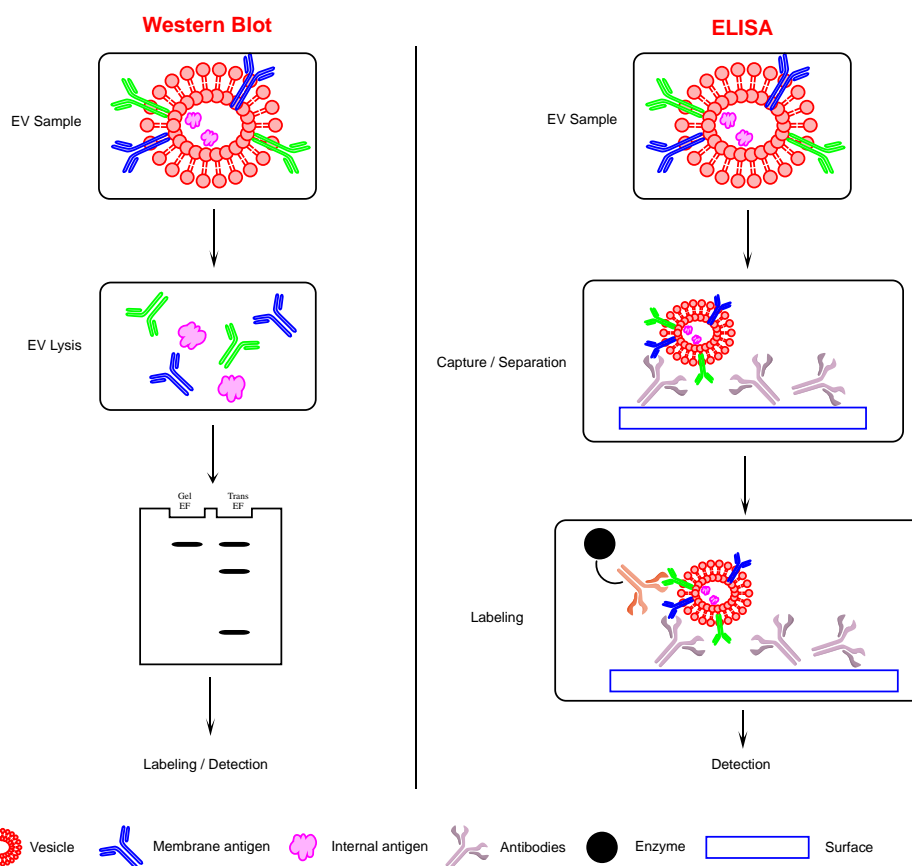 Western Blot
EV Sample
EV Lysis
Gel
EF
Trans
EF
Labeling / Detection
ELISA
EV Sample
Capture / Separation
Labeling
Detection
Vesicle
Membrane antigen
Internal antigen
Antibodies
Enzyme
Surface